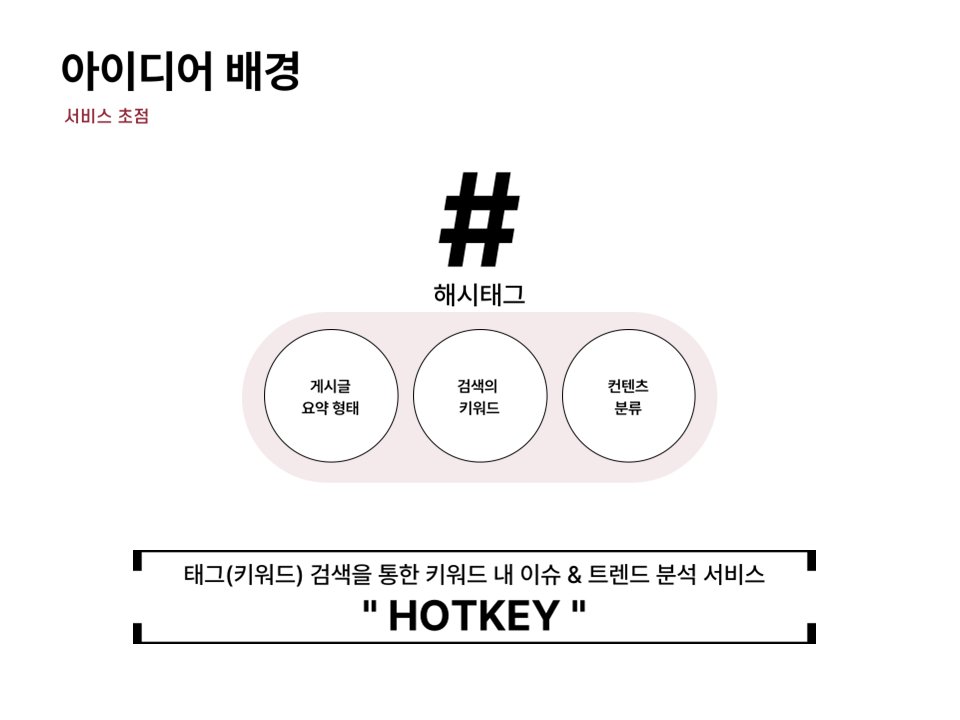 아이디어 배경
서비스 초점
#
해시태그
게시글
요약 형태
검색의
키워드
컨텐츠
분류
태그(키워드) 검색을 통한 키워드 내 이슈 & 트렌드 분석 서비스
" HOTKEY "